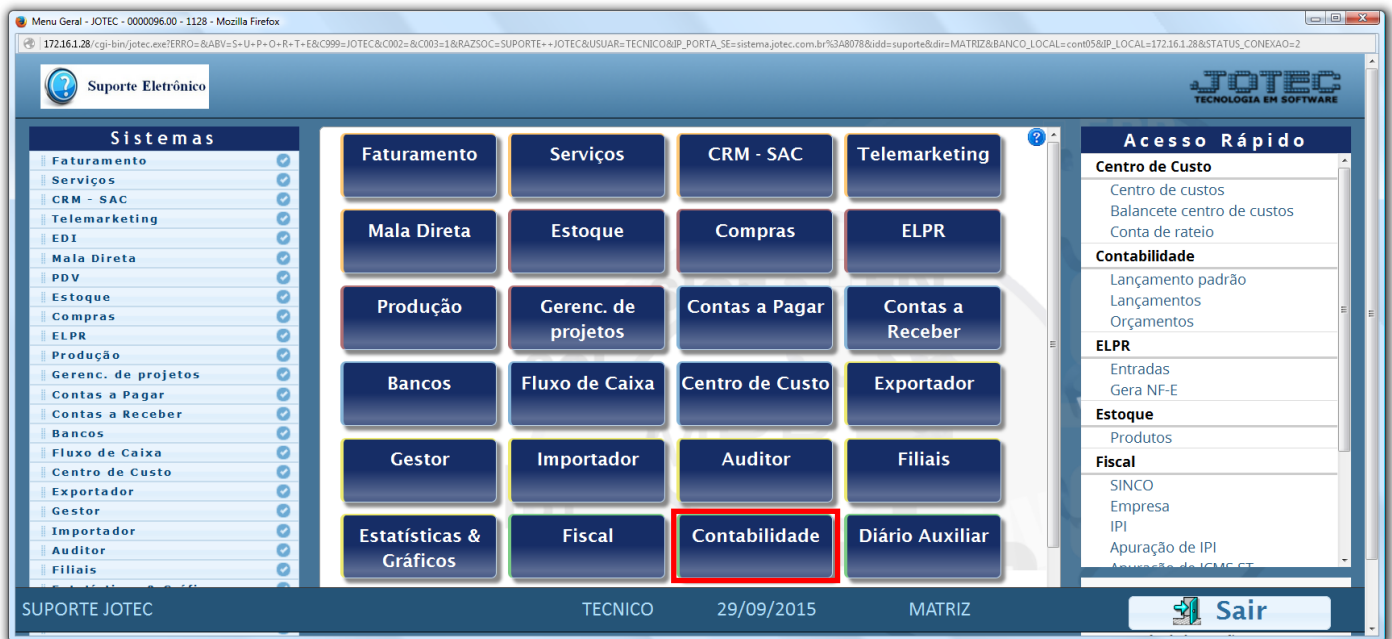 Menu Geral - JOTEC - 0000096.00 - 1128 - Mozilla Firefox
172.16.1.28/cgi-bin/jotec.exe?ERRO=&ABV=S+U+P+O+R+T+E&C999=JOTEC&C002=&C003=1&RAZSOC=SUPORTE++JOTEC&USUAR=TECNICO&IP_PORTA_SE=sistema.jotec.com.br%3A8078&idd=suporte&dir=MATRIZ&BANCO_LOCAL=cont05&IP_LOCAL=172.16.1.28&STATUS_CONEXAO=2
Suporte Eletrônico
JOTEC
TECNOLOGIA EM SOFTWARE
Sistemas
Faturamento
Serviços
CRM - SAC
Telemarketing
EDI
Mala Direta
PDV
Estoque
Compras
ELPR
Produção
Gerenc. de projetos
Contas a Pagar
Contas a Receber
Bancos
Fluxo de Caixa
Centro de Custo
Exportador
Gestor
Importador
Auditor
Filiais
Faturamento
Serviços
CRM - SAC
Telemarketing
Mala Direta
Estoque
Compras
ELPR
Produção
Gerenc. de
projetos
Contas a Pagar
Contas a
Receber
Bancos
Fluxo de Caixa
Centro de Custo
Exportador
Gestor
Importador
Auditor
Filiais
Estatísticas &
Gráficos
Fiscal
Contabilidade
Diário Auxiliar
Acesso Rápido
Centro de Custo
Centro de custos
Balancete centro de custos
Conta de rateio
Contabilidade
Lançamento padrão
Lançamentos
Orçamentos
ELPR
Entradas
Gera NF-E
Estoque
Produtos
Fiscal
SINCO
Empresa
IPI
Apuração de IPI
Apuração de ICMS ST
SUPORTE JOTEC
TECNICO
29/09/2015
MATRIZ
Sair